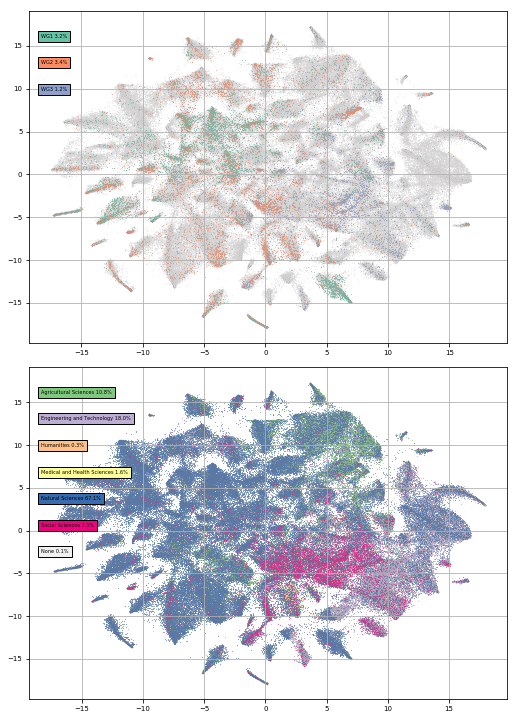 15
10
5
0
−5
−10
−15
WG1 3.2%
WG2 3.4%
WG3 1.2%
−15 −10 −5 0 5 10 15
15
10
5
0
−5
−10
−15
Agricultural Sciences 10.8%
Engineering and Technology 18.0%
Humanities 0.3%
Medical and Health Sciences 1.6%
Natural Sciences 67.1%
Social Sciences 7.5%
None 0.1%
−15 −10 −5 0 5 10 15